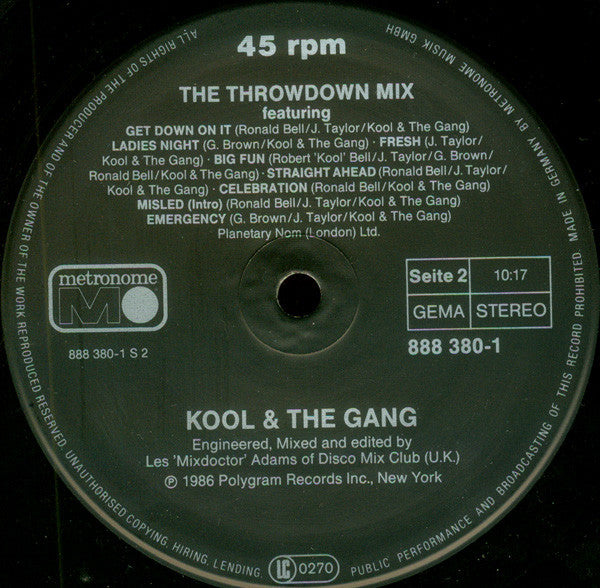 45 rpm
THE THROWDOWN MIX
featuring
GET DOWN ON IT (Ronald Bell/J. Taylor/Kool & The Gang)
LADIES NIGHT (G. Brown/Kool & The Gang) · FRESH (J. Taylor/
Kool & The Gang) · BIG FUN (Robert 'Kool' Bell/J. Taylor/G. Brown/
Ronald Bell/Kool & The Gang) · STRAIGHT AHEAD (Ronald Bell/J.
Taylor/Kool & The Gang) · CELEBRATION (Ronald Bell/Kool & The Gang)
MISLED (Intro) (Ronald Bell/J. Taylor/Kool & The Gang)
EMERGENCY (G. Brown/J. Taylor/Kool & The Gang)
Planetary Nom (London) Ltd.
metronome
M
888 380-1 S 2
Seite 2 10:17
GEMA STEREO
888 380-1
KOOL & THE GANG
Engineered, Mixed and edited by
Les 'Mixdoctor' Adams of Disco Mix Club (U.K.)
℗ 1986 Polygram Records Inc., New York
LC 0270
ALL RIGHTS OF THE PRODUCER AND OF THE OWNER OF THE WORK REPRODUCED RESERVED. UNAUTHORISED COPYING, HIRING, LENDING, PUBLIC PERFORMANCE AND BROADCASTING OF THIS RECORD PROHIBITED. MADE IN GERMANY BY METRONOME MUSIK GMBH